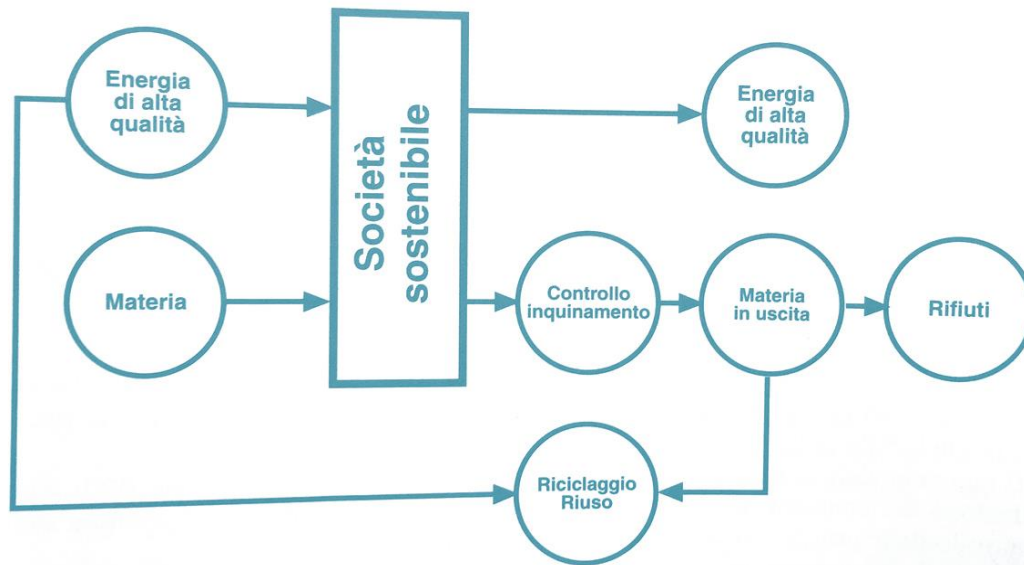 Energia
di alta
qualità
Società
sostenibile
Energia
di alta
qualità
Materia
Controllo
inquinamento
Materia
in uscita
Rifiuti
Riciclaggio
Riuso